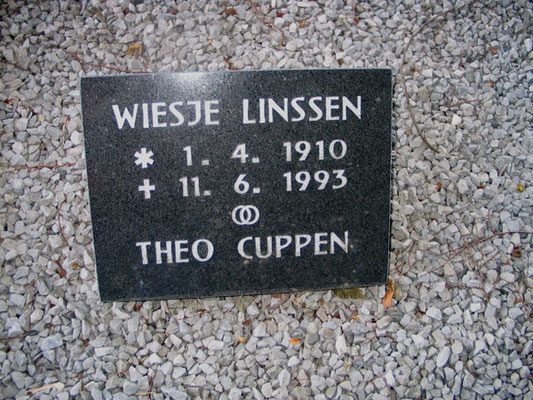 WIESJE LINSSEN
* 1. 4. 1910
✝ 11. 6. 1993
⚭
THEO CUPPEN